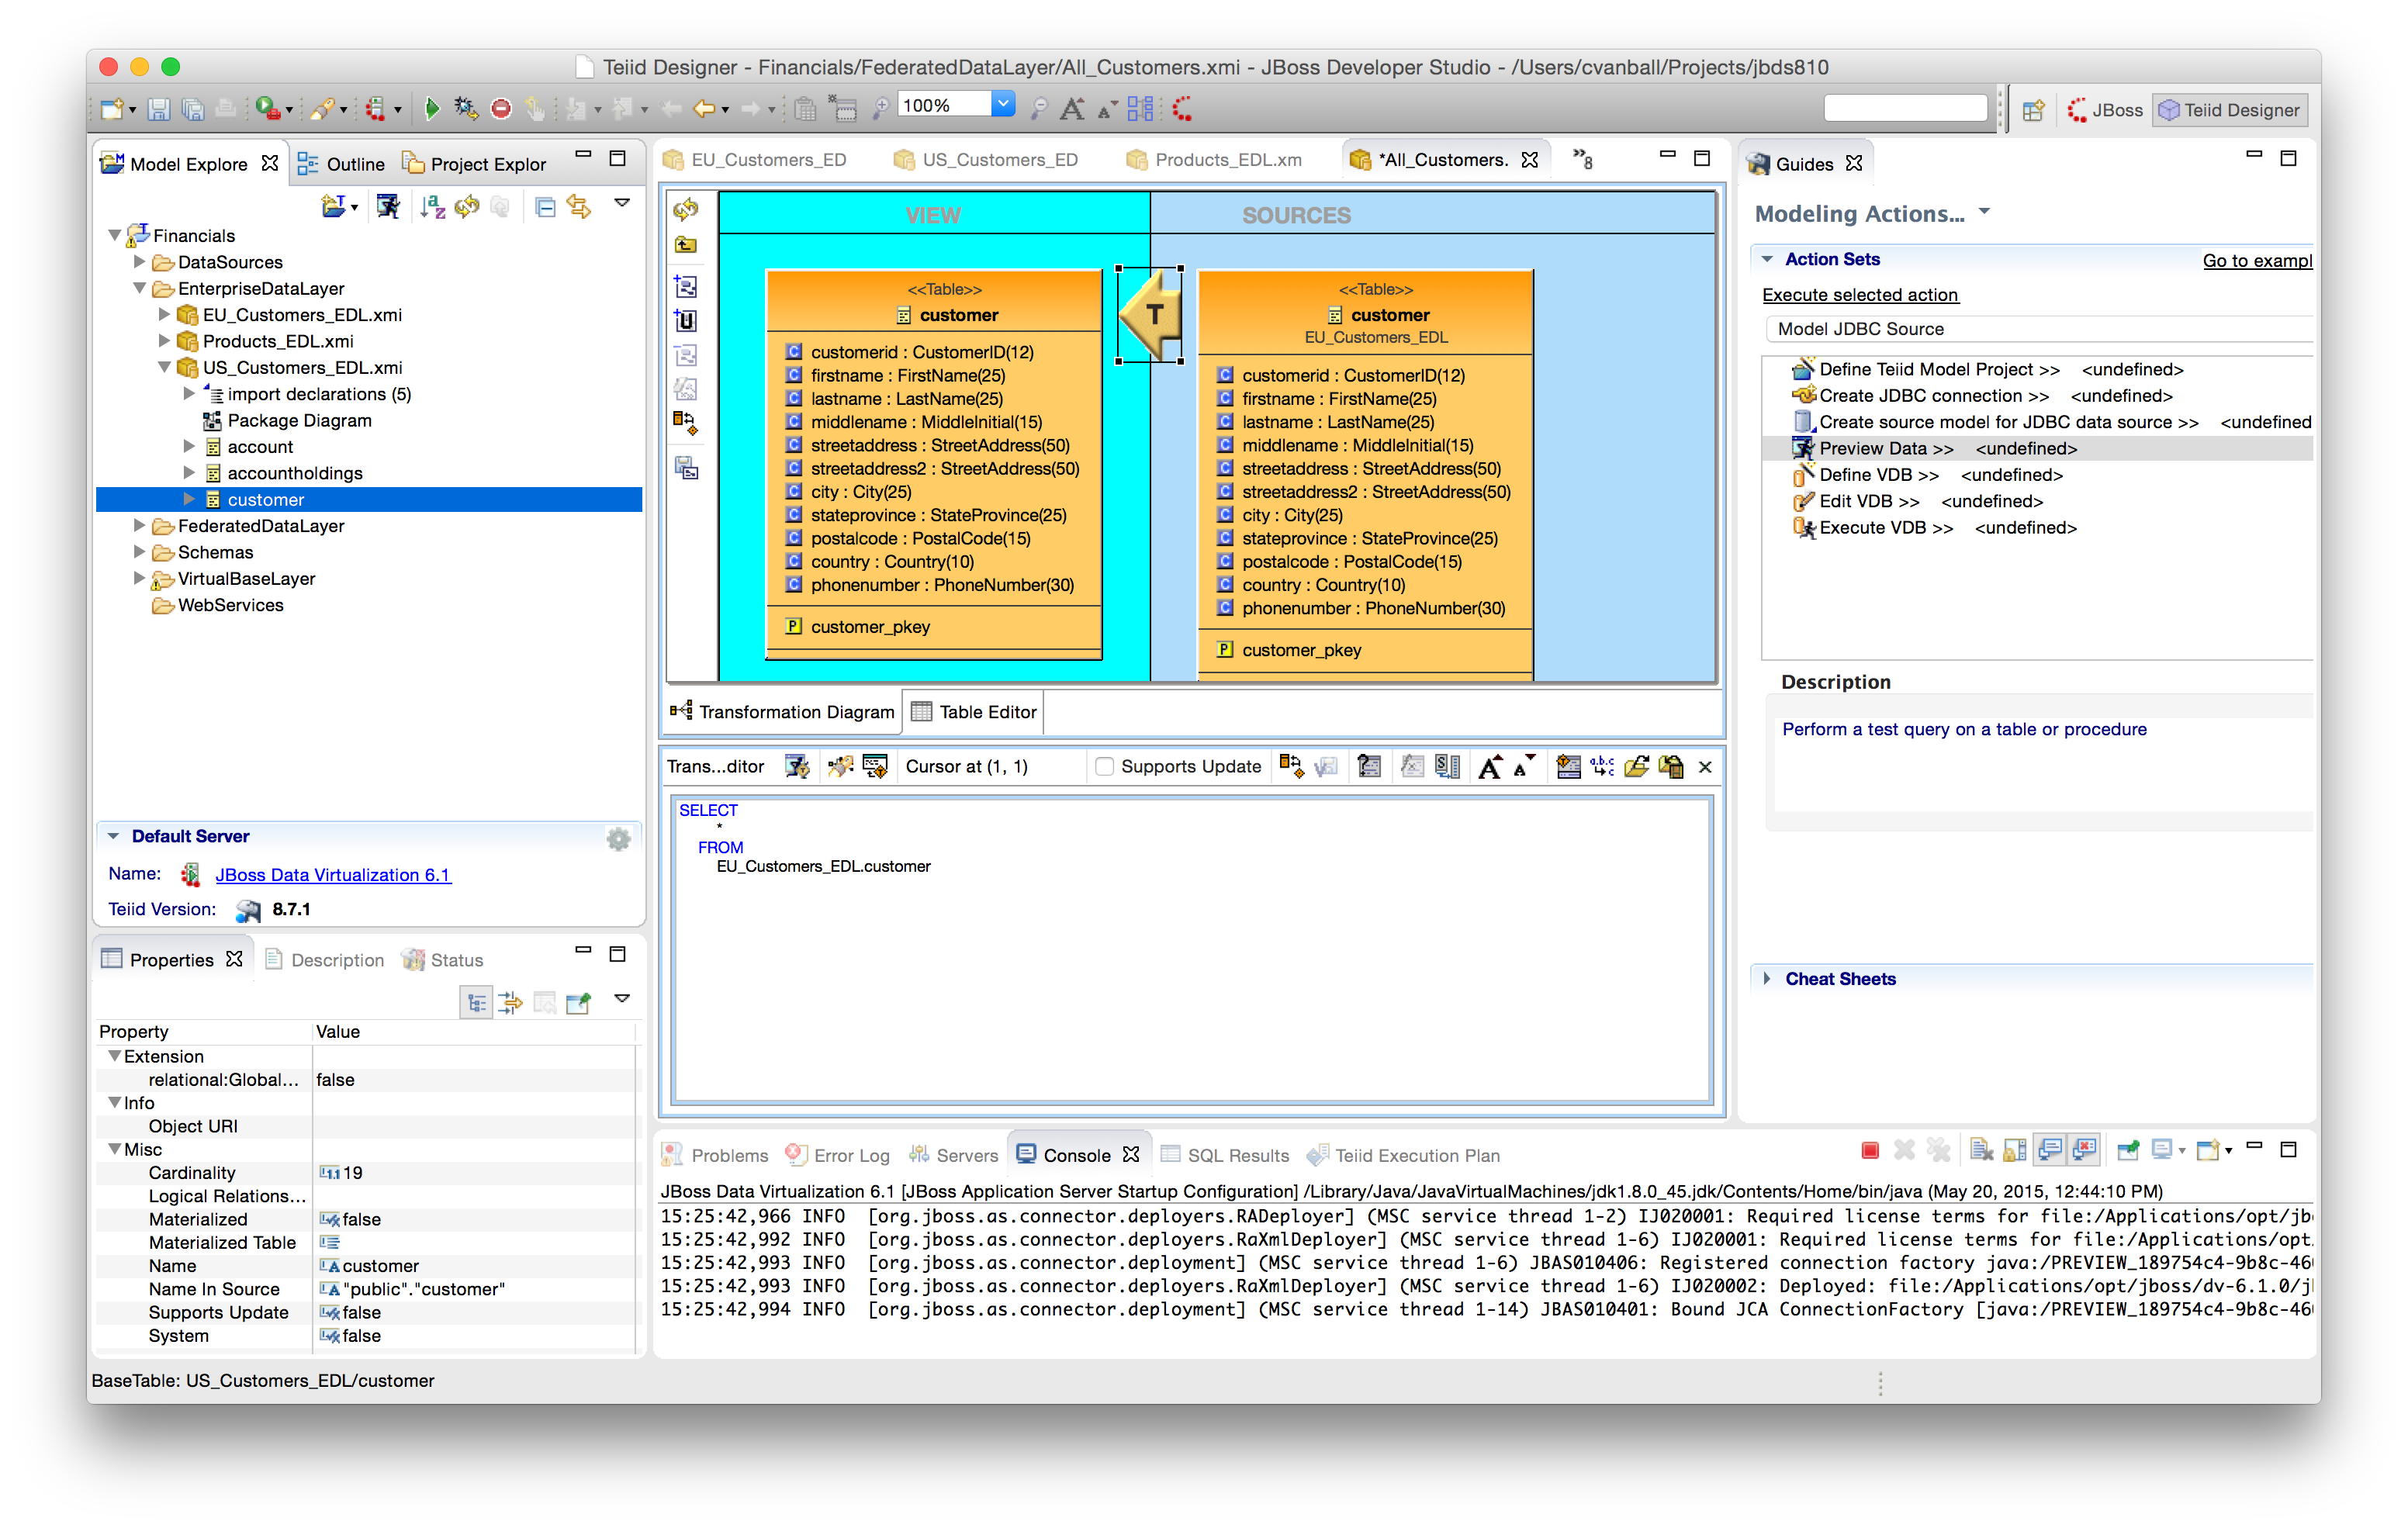 Teiid Designer - Financials/FederatedDataLayer/All_Customers.xmi - JBoss Developer Studio - /Users/cvanball/Projects/jbds810
100%
JBoss
Teiid Designer
Model Explore
Outline
Project Explor
Financials
DataSources
EnterpriseDataLayer
EU_Customers_EDL.xmi
Products_EDL.xmi
US_Customers_EDL.xmi
import declarations (5)
Package Diagram
account
accountholdings
customer
FederatedDataLayer
Schemas
VirtualBaseLayer
WebServices
Default Server
Name: JBoss Data Virtualization 6.1
Teiid Version: 8.7.1
Properties
Description
Status
Property Value
Extension
relational:Global... false
Info
Object URI
Misc
Cardinality 19
Logical Relations...
Materialized false
Materialized Table
Name customer
Name In Source "public"."customer"
Supports Update false
System false
BaseTable: US_Customers_EDL/customer
EU_Customers_ED
US_Customers_ED
Products_EDL.xm
*All_Customers.
»8
VIEW
SOURCES
<<Table>>
customer
customerid : CustomerID(12)
firstname : FirstName(25)
lastname : LastName(25)
middlename : MiddleInitial(15)
streetaddress : StreetAddress(50)
streetaddress2 : StreetAddress(50)
city : City(25)
stateprovince : StateProvince(25)
postalcode : PostalCode(15)
country : Country(10)
phonenumber : PhoneNumber(30)
customer_pkey
T
<<Table>>
customer
EU_Customers_EDL
customerid : CustomerID(12)
firstname : FirstName(25)
lastname : LastName(25)
middlename : MiddleInitial(15)
streetaddress : StreetAddress(50)
streetaddress2 : StreetAddress(50)
city : City(25)
stateprovince : StateProvince(25)
postalcode : PostalCode(15)
country : Country(10)
phonenumber : PhoneNumber(30)
customer_pkey
Transformation Diagram
Table Editor
Trans...ditor
Cursor at (1, 1)
Supports Update
SELECT
*
FROM
EU_Customers_EDL.customer
Guides
Modeling Actions...
Action Sets
Go to exampl
Execute selected action
Model JDBC Source
Define Teiid Model Project >> <undefined>
Create JDBC connection >> <undefined>
Create source model for JDBC data source >> <undefined
Preview Data >> <undefined>
Define VDB >> <undefined>
Edit VDB >> <undefined>
Execute VDB >> <undefined>
Description
Perform a test query on a table or procedure
Cheat Sheets
Problems
Error Log
Servers
Console
SQL Results
Teiid Execution Plan
JBoss Data Virtualization 6.1 [JBoss Application Server Startup Configuration] /Library/Java/JavaVirtualMachines/jdk1.8.0_45.jdk/Contents/Home/bin/java (May 20, 2015, 12:44:10 PM)
15:25:42,966 INFO [org.jboss.as.connector.deployers.RADeployer] (MSC service thread 1-2) IJ020001: Required license terms for file:/Applications/opt/jb
15:25:42,992 INFO [org.jboss.as.connector.deployers.RaXmlDeployer] (MSC service thread 1-6) IJ020001: Required license terms for file:/Applications/opt
15:25:42,993 INFO [org.jboss.as.connector.deployment] (MSC service thread 1-6) JBAS010406: Registered connection factory java:/PREVIEW_189754c4-9b8c-46
15:25:42,993 INFO [org.jboss.as.connector.deployers.RaXmlDeployer] (MSC service thread 1-6) IJ020002: Deployed: file:/Applications/opt/jboss/dv-6.1.0/j
15:25:42,994 INFO [org.jboss.as.connector.deployment] (MSC service thread 1-14) JBAS010401: Bound JCA ConnectionFactory [java:/PREVIEW_189754c4-9b8c-46